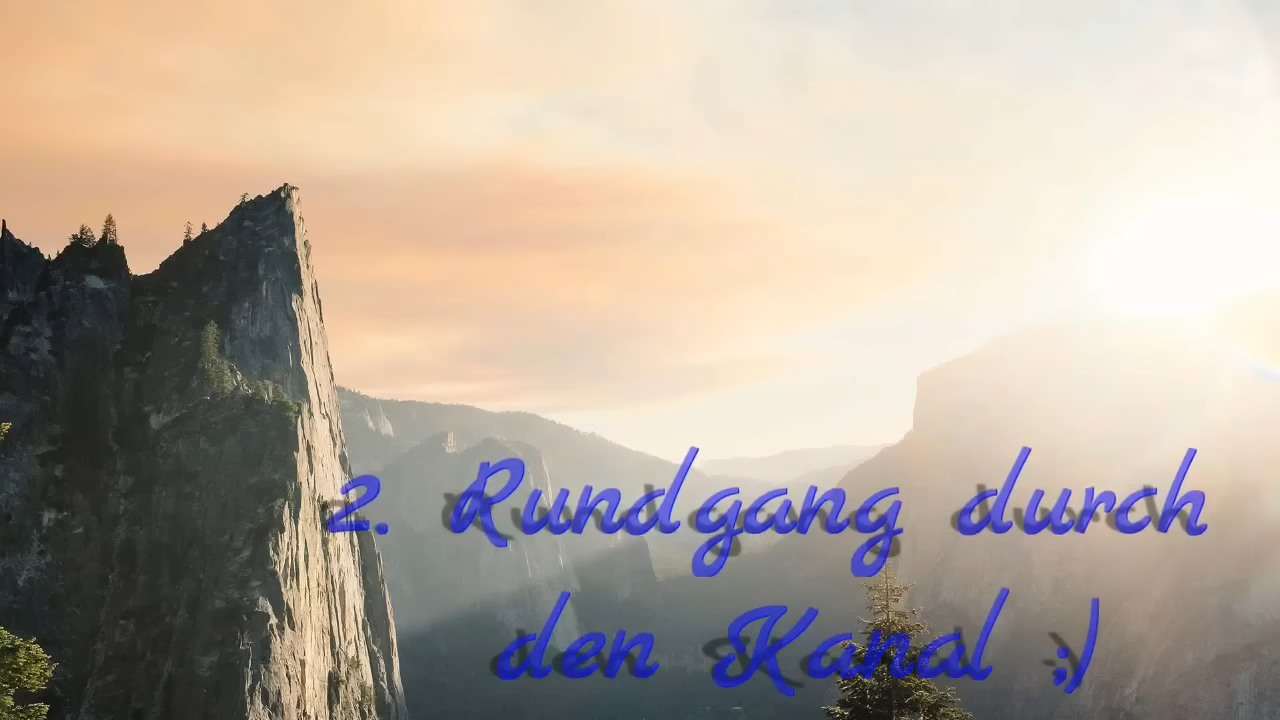 2. Rundgang durch
den Kanal ;)